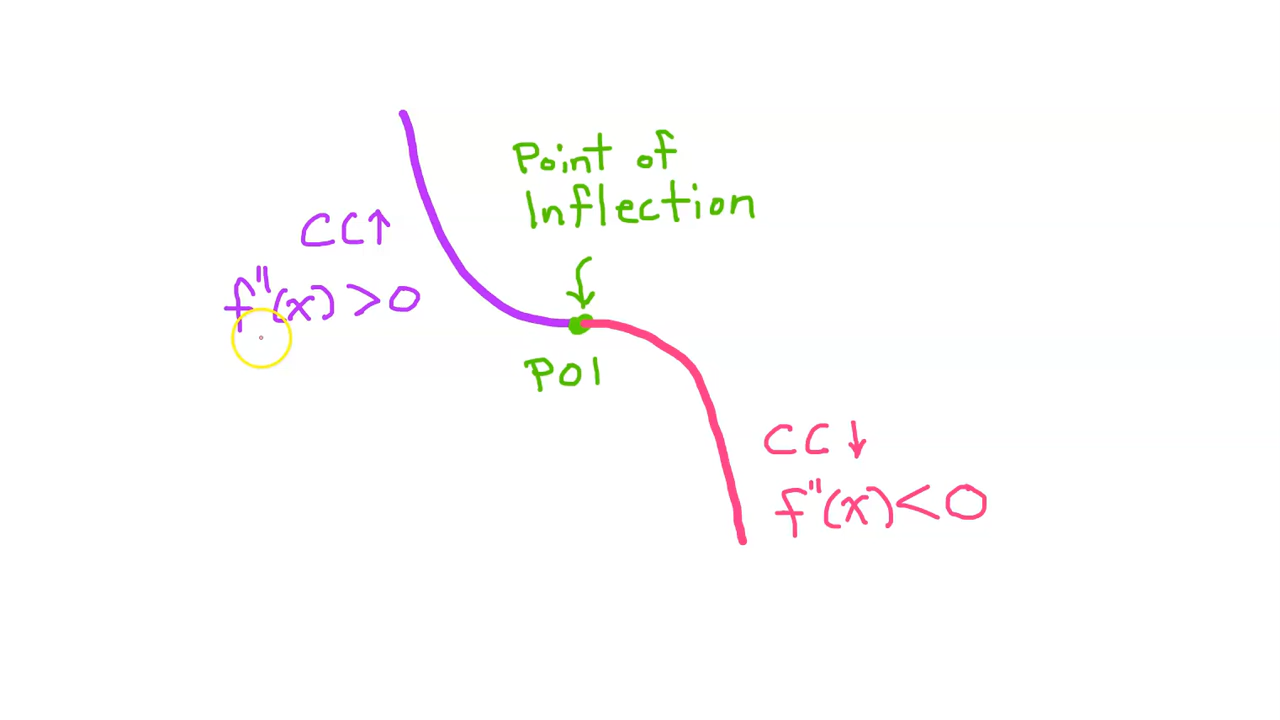 Point of
Inflection
CC↑
f"(x) > 0
POI
CC↓
f"(x) < 0